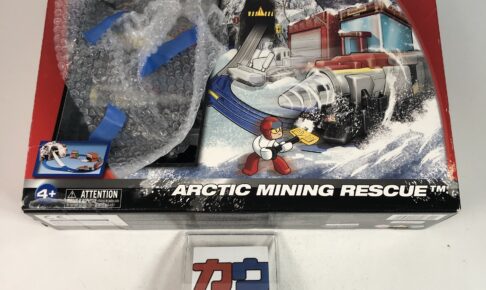 ARCTIC MINING RESCUE™
4+
⚠ATTENTION
カウ